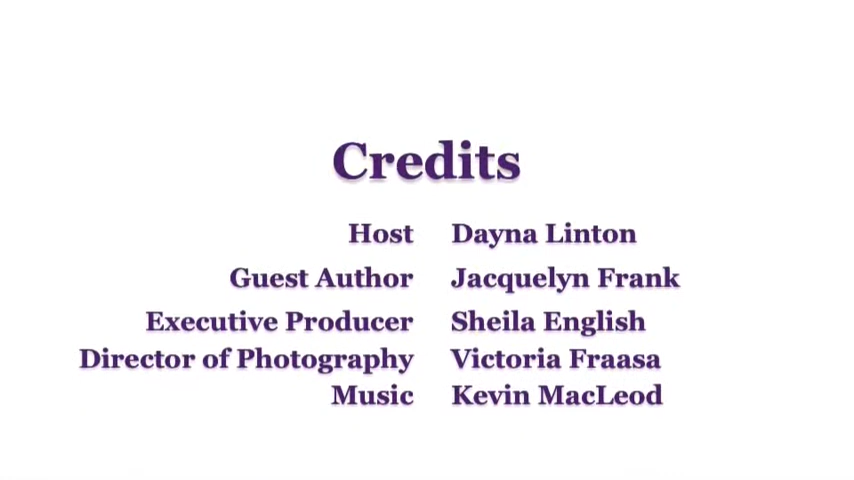 Credits
Host Dayna Linton
Guest Author Jacquelyn Frank
Executive Producer Sheila English
Director of Photography Victoria Fraasa
Music Kevin MacLeod